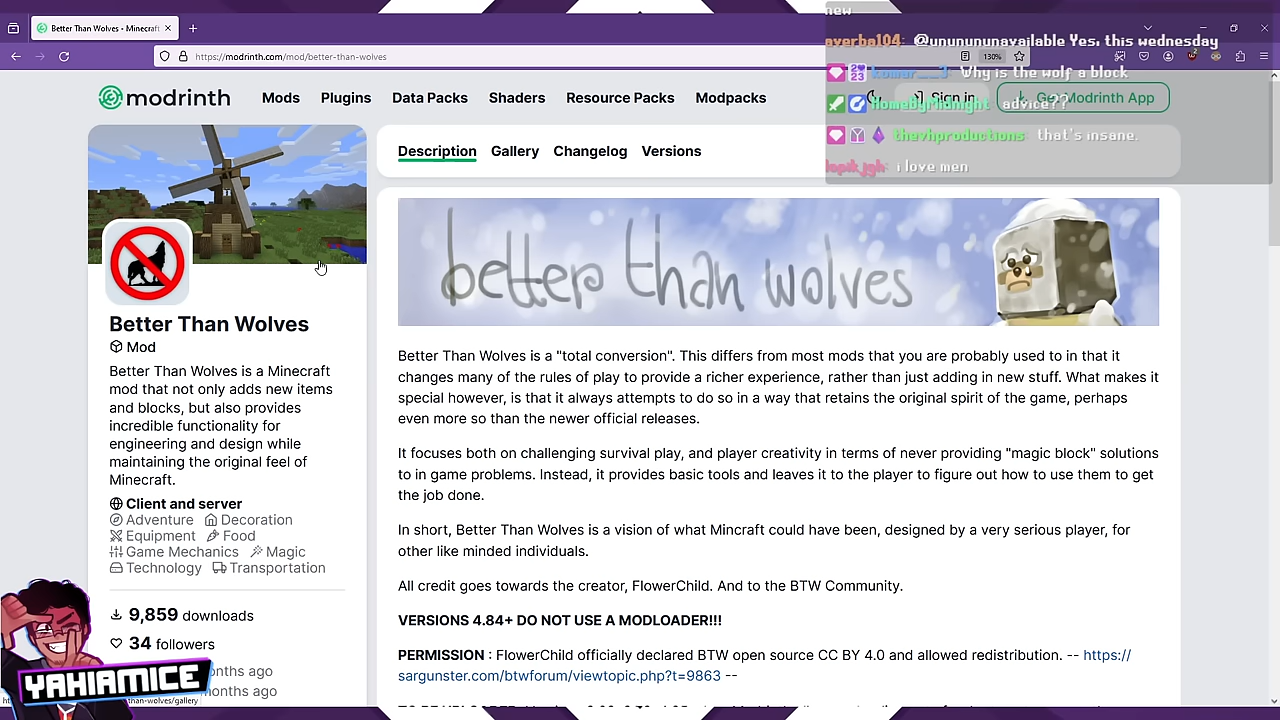 Better Than Wolves • Minecraft
https://modrinth.com/mod/better-than-wolves
130%
new
averba104: @unununavailable Yes, this wednesday
komar__3: Why is the wolf a block
HomeByMidnight: advice??
thevhproductions: that's insane.
lopikjgh: i love men
modrinth
Mods
Plugins
Data Packs
Shaders
Resource Packs
Modpacks
Sign in
Get Modrinth App
Description
Gallery
Changelog
Versions
better than wolves
Better Than Wolves
Mod
Better Than Wolves is a Minecraft
mod that not only adds new items
and blocks, but also provides
incredible functionality for
engineering and design while
maintaining the original feel of
Minecraft.
Client and server
Adventure Decoration
Equipment Food
Game Mechanics Magic
Technology Transportation
9,859 downloads
34 followers
onths ago
months ago
than-wolves/gallery
YAHIAMICE
Better Than Wolves is a "total conversion". This differs from most mods that you are probably used to in that it
changes many of the rules of play to provide a richer experience, rather than just adding in new stuff. What makes it
special however, is that it always attempts to do so in a way that retains the original spirit of the game, perhaps
even more so than the newer official releases.
It focuses both on challenging survival play, and player creativity in terms of never providing "magic block" solutions
to in game problems. Instead, it provides basic tools and leaves it to the player to figure out how to use them to get
the job done.
In short, Better Than Wolves is a vision of what Mincraft could have been, designed by a very serious player, for
other like minded individuals.
All credit goes towards the creator, FlowerChild. And to the BTW Community.
VERSIONS 4.84+ DO NOT USE A MODLOADER!!!
PERMISSION : FlowerChild officially declared BTW open source CC BY 4.0 and allowed redistribution. -- https://
sargunster.com/btwforum/viewtopic.php?t=9863 --